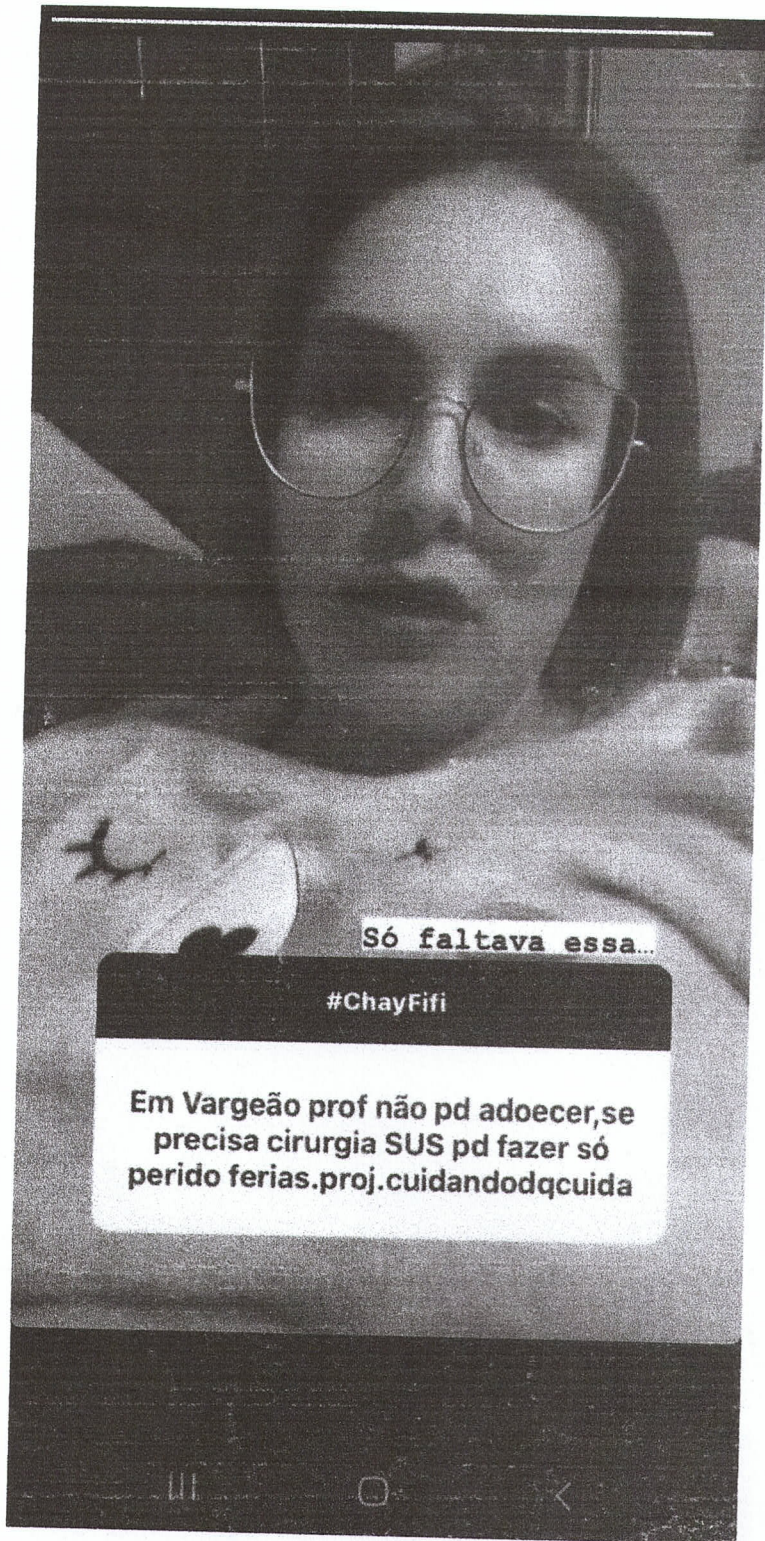 Só faltava essa...
#ChayFifi
Em Vargeão prof não pd adoecer,se
precisa cirurgia SUS pd fazer só
perido ferias.proj.cuidandodqcuida